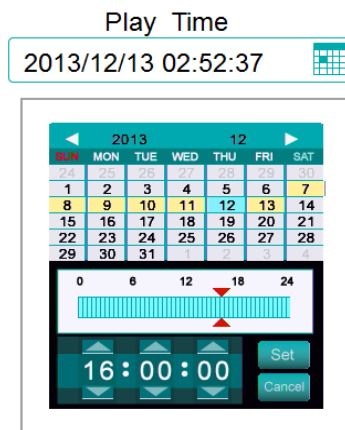 Play Time
2013/12/13 02:52:37
2013 12
SUN MON TUE WED THU FRI SAT
24 25 26 27 28 29 30
1 2 3 4 5 6 7
8 9 10 11 12 13 14
15 16 17 18 19 20 21
22 23 24 25 26 27 28
29 30 31 1 2 3 4
0 6 12 18 24
16:00:00
Set
Cancel